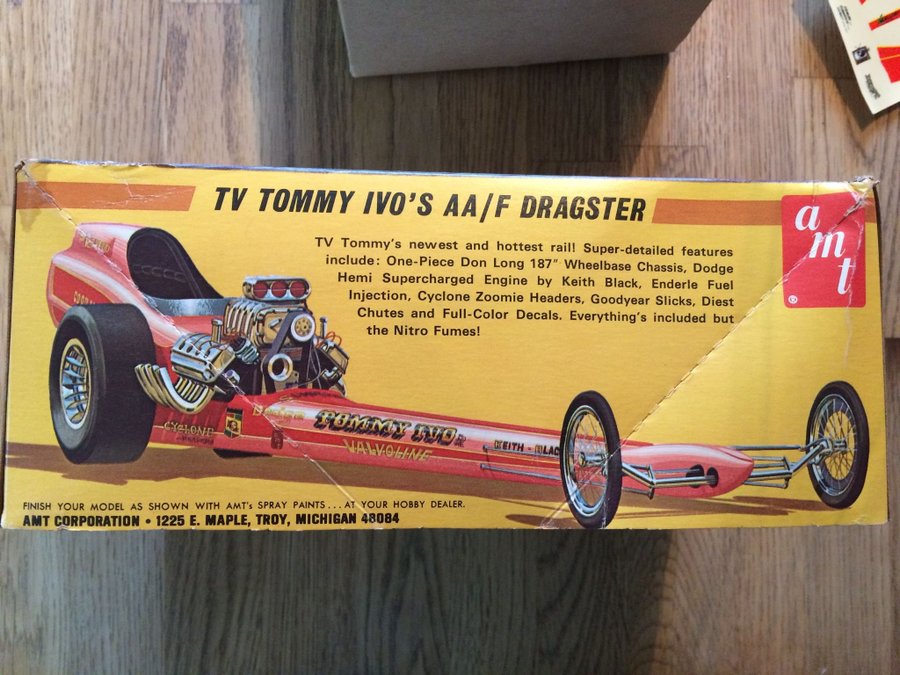 TV TOMMY IVO'S AA/F DRAGSTER
amt
®
TV Tommy's newest and hottest rail! Super-detailed features
include: One-Piece Don Long 187" Wheelbase Chassis, Dodge
Hemi Supercharged Engine by Keith Black, Enderle Fuel
Injection, Cyclone Zoomie Headers, Goodyear Slicks, Diest
Chutes and Full-Color Decals. Everything's included but
the Nitro Fumes!
CYCLONE
Dodge
TOMMY IVO
VALVOLINE
KEITH-BLAC
FINISH YOUR MODEL AS SHOWN WITH AMT's SPRAY PAINTS...AT YOUR HOBBY DEALER.
AMT CORPORATION • 1225 E. MAPLE, TROY, MICHIGAN 48084